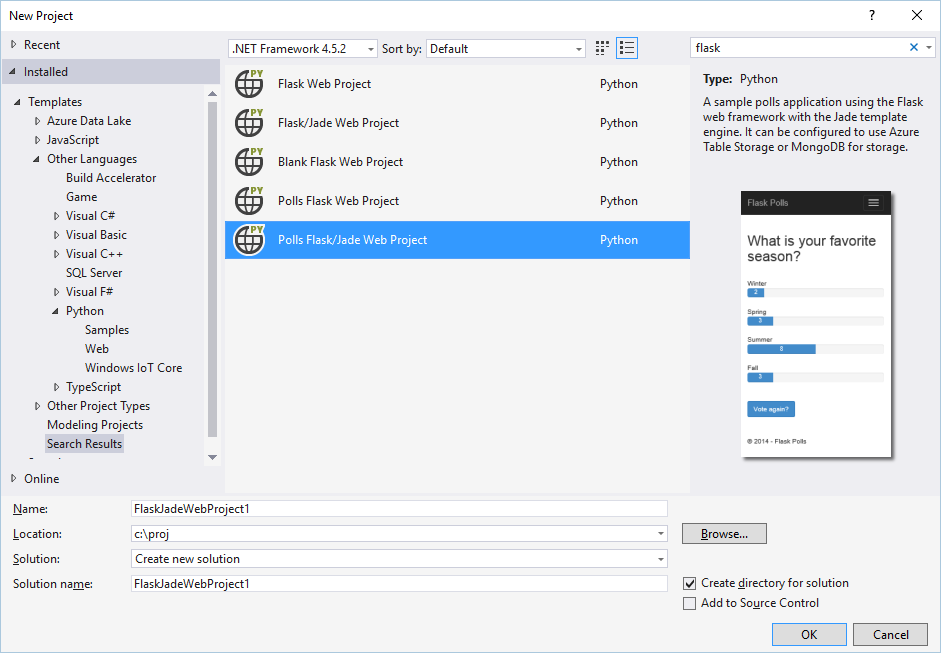 New Project
?
Recent
Installed
Templates
Azure Data Lake
JavaScript
Other Languages
Build Accelerator
Game
Visual C#
Visual Basic
Visual C++
SQL Server
Visual F#
Python
Samples
Web
Windows IoT Core
TypeScript
Other Project Types
Modeling Projects
Search Results
Online
.NET Framework 4.5.2
Sort by: Default
PY Flask Web Project Python
PY Flask/Jade Web Project Python
PY Blank Flask Web Project Python
PY Polls Flask Web Project Python
PY Polls Flask/Jade Web Project Python
flask
Type: Python
A sample polls application using the Flask
web framework with the Jade template
engine. It can be configured to use Azure
Table Storage or MongoDB for storage.
Flask Polls
What is your favorite
season?
Winter
2
Spring
3
Summer
8
Fall
3
Vote again?
© 2014 - Flask Polls
Name: FlaskJadeWebProject1
Location: c:\proj
Browse...
Solution: Create new solution
Solution name: FlaskJadeWebProject1
Create directory for solution
Add to Source Control
OK
Cancel